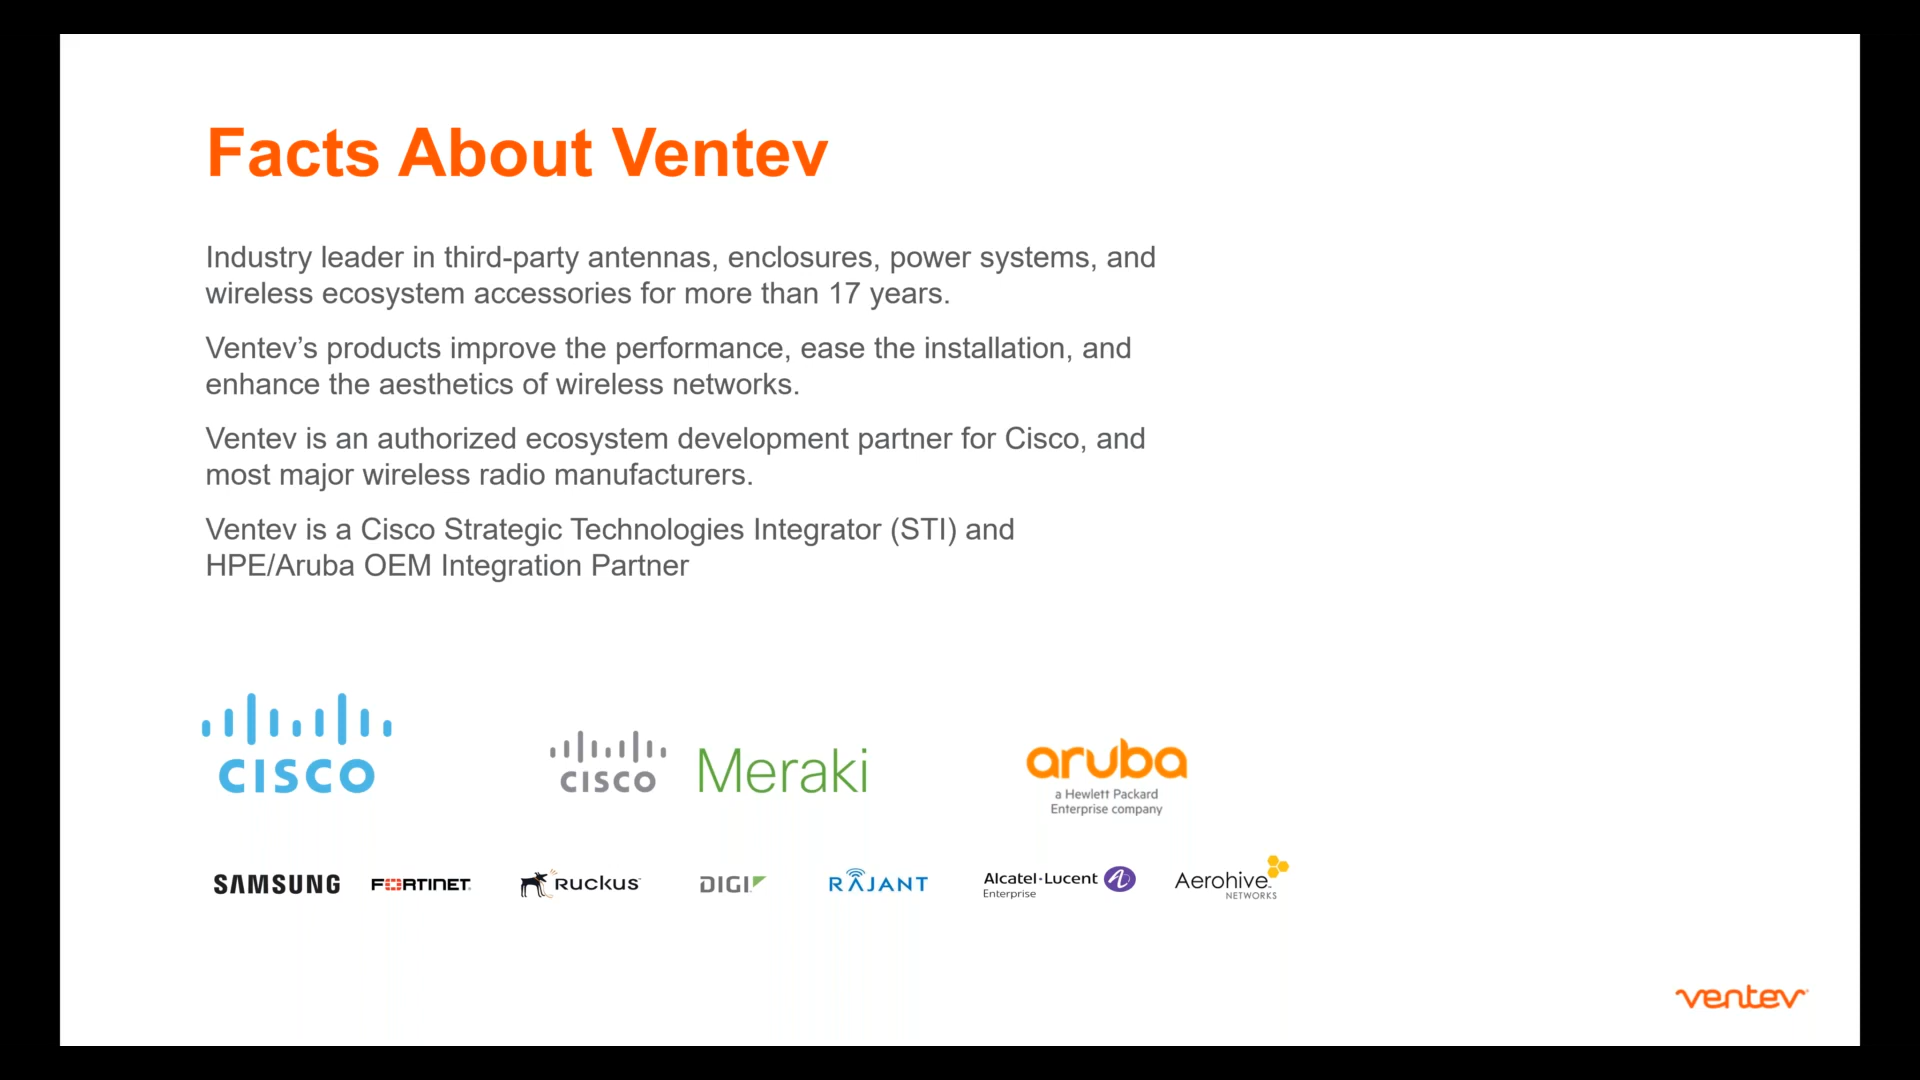 Facts About Ventev
Industry leader in third-party antennas, enclosures, power systems, and
wireless ecosystem accessories for more than 17 years.
Ventev’s products improve the performance, ease the installation, and
enhance the aesthetics of wireless networks.
Ventev is an authorized ecosystem development partner for Cisco, and
most major wireless radio manufacturers.
Ventev is a Cisco Strategic Technologies Integrator (STI) and
HPE/Aruba OEM Integration Partner
CISCO
CISCO Meraki
aruba
a Hewlett Packard
Enterprise company
SAMSUNG
FORTINET
RUCKUS
DIGI
RAJANT
Alcatel·Lucent
Enterprise
Aerohive
NETWORKS
ventev